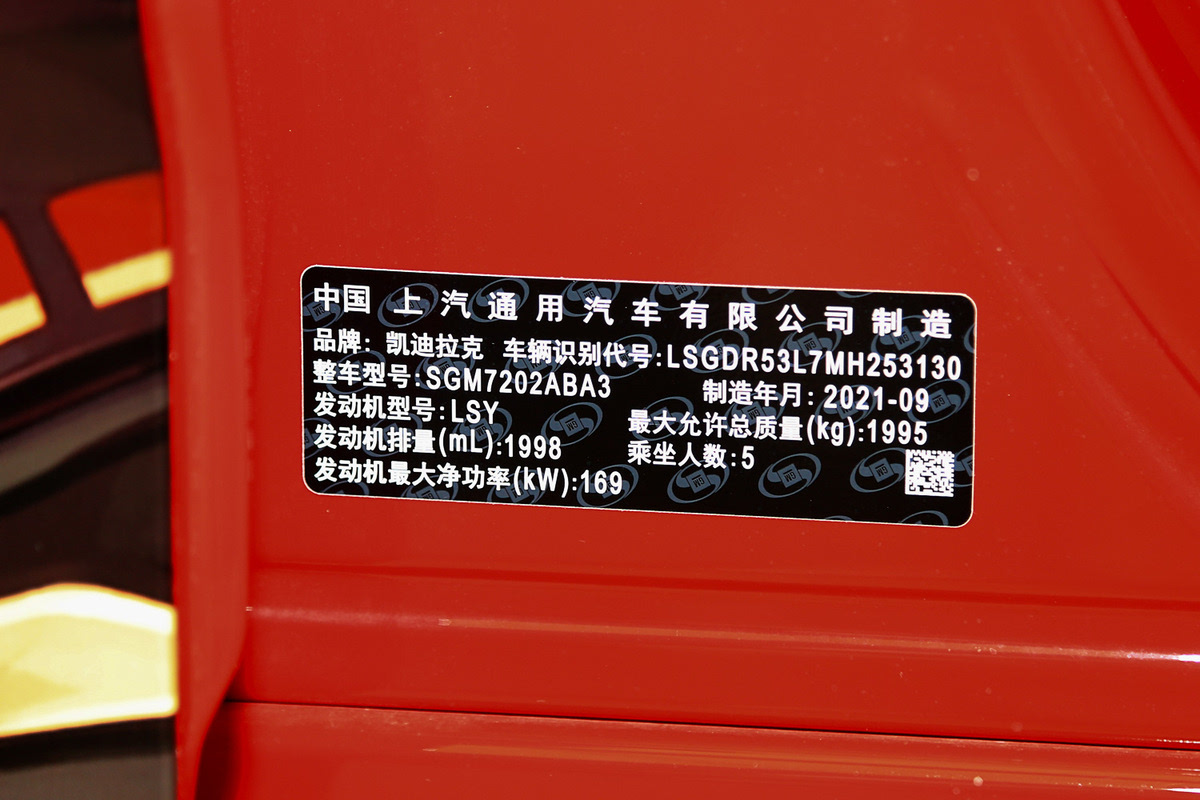 中国 上汽通用汽车有限公司制造
品牌: 凯迪拉克 车辆识别代号:LSGDR53L7MH253130
整车型号:SGM7202ABA3 制造年月: 2021-09
发动机型号:LSY 最大允许总质量(kg):1995
发动机排量(mL):1998 乘坐人数:5
发动机最大净功率(kW):169